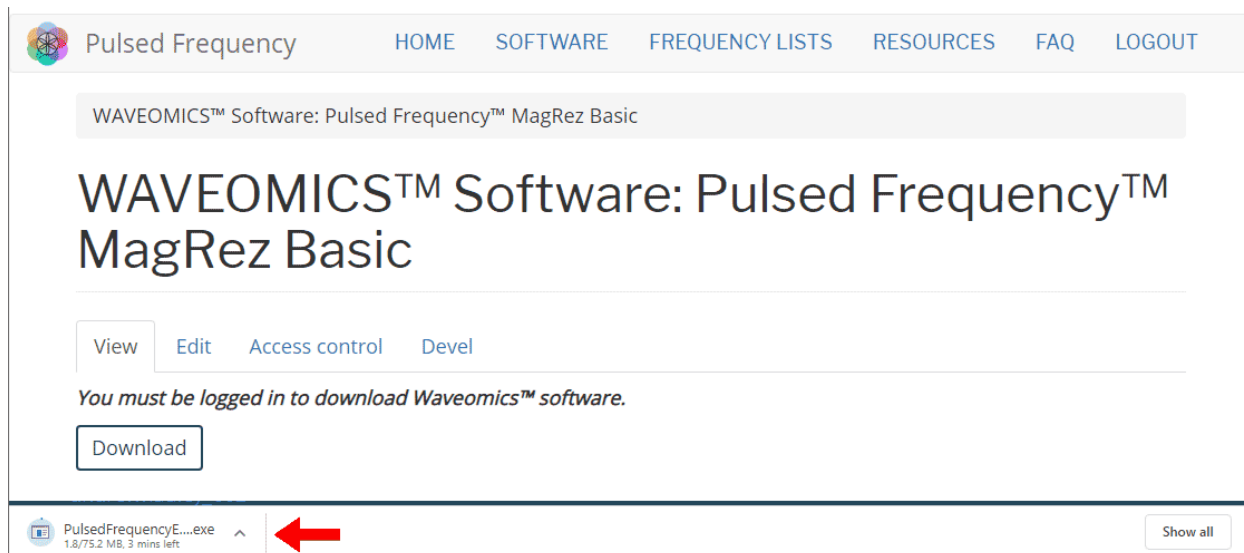 Pulsed Frequency HOME SOFTWARE FREQUENCY LISTS RESOURCES FAQ LOGOUT
WAVEOMICS™ Software: Pulsed Frequency™ MagRez Basic
WAVEOMICS™ Software: Pulsed Frequency™
MagRez Basic
View Edit Access control Devel
You must be logged in to download Waveomics™ software.
Download
PulsedFrequencyE....exe
1.8/75.2 MB, 3 mins left
Show all